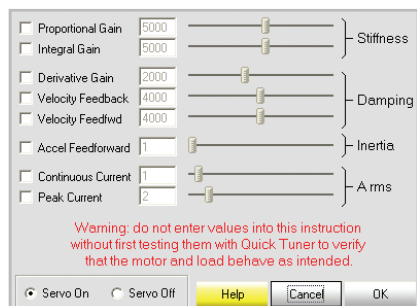 Proportional Gain 5000
Integral Gain 5000
Stiffness
Derivative Gain 2000
Velocity Feedback 4000
Velocity Feedfwd 4000
Damping
Accel Feedforward 1
Inertia
Continuous Current 1
Peak Current 2
Arms
Warning: do not enter values into this instruction
without first testing them with Quick Tuner to verify
that the motor and load behave as intended.
Servo On Servo Off Help Cancel OK